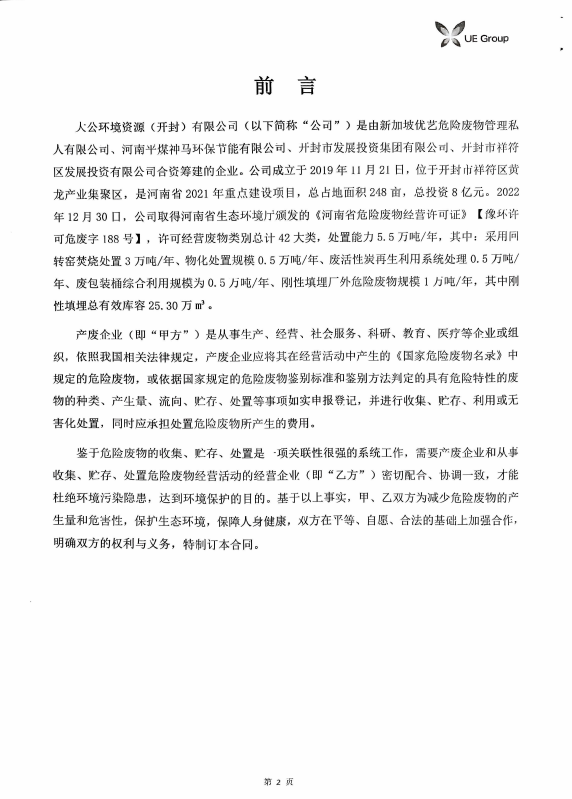 UE Group
前 言
大公环境资源（开封）有限公司（以下简称“公司”）是由新加坡优艺危险废物管理私
人有限公司、河南平煤神马环保节能有限公司、开封市发展投资集团有限公司、开封市祥符
区发展投资有限公司合资筹建的企业。公司成立于 2019 年 11 月 21 日，位于开封市祥符区黄
龙产业集聚区，是河南省 2021 年重点建设项目，总占地面积 248 亩，总投资 8 亿元。2022
年 12 月 30 日，公司取得河南省生态环境厅颁发的《河南省危险废物经营许可证》【豫环许
可危废字 188 号】，许可经营废物类别总计 42 大类，处置能力 5.5 万吨/年，其中：采用回
转窑焚烧处置 3 万吨/年、物化处置规模 0.5 万吨/年、废活性炭再生利用系统处理 0.5 万吨/
年、废包装桶综合利用规模为 0.5 万吨/年、刚性填埋厂外危险废物规模 1 万吨/年，其中刚
性填埋总有效库容 25.30 万 m³。
产废企业（即“甲方”）是从事生产、经营、社会服务、科研、教育、医疗等企业或组
织，依照我国相关法律规定，产废企业应将其在经营活动中产生的《国家危险废物名录》中
规定的危险废物，或依据国家规定的危险废物鉴别标准和鉴别方法判定的具有危险特性的废
物的种类、产生量、流向、贮存、处置等事项如实申报登记，并进行收集、贮存、利用或无
害化处置，同时应承担处置危险废物所产生的费用。
鉴于危险废物的收集、贮存、处置是一项关联性很强的系统工作，需要产废企业和从事
收集、贮存、处置危险废物经营活动的经营企业（即“乙方”）密切配合、协调一致，才能
杜绝环境污染隐患，达到环境保护的目的。基于以上事实，甲、乙双方为减少危险废物的产
生量和危害性，保护生态环境，保障人身健康，双方在平等、自愿、合法的基础上加强合作，
明确双方的权利与义务，特制订本合同。
第 2 页